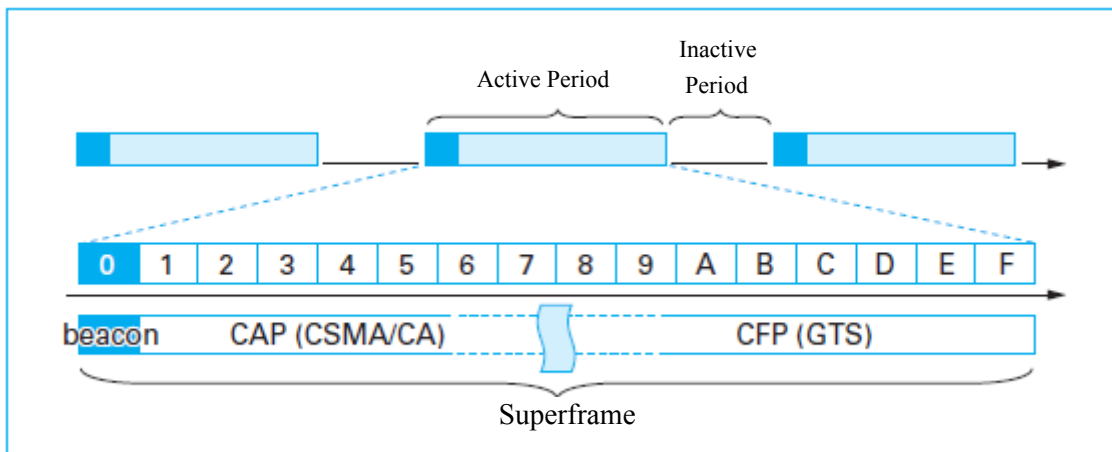 Inactive
Active Period Period
0 1 2 3 4 5 6 7 8 9 A B C D E F
beacon CAP (CSMA/CA) CFP (GTS)
Superframe